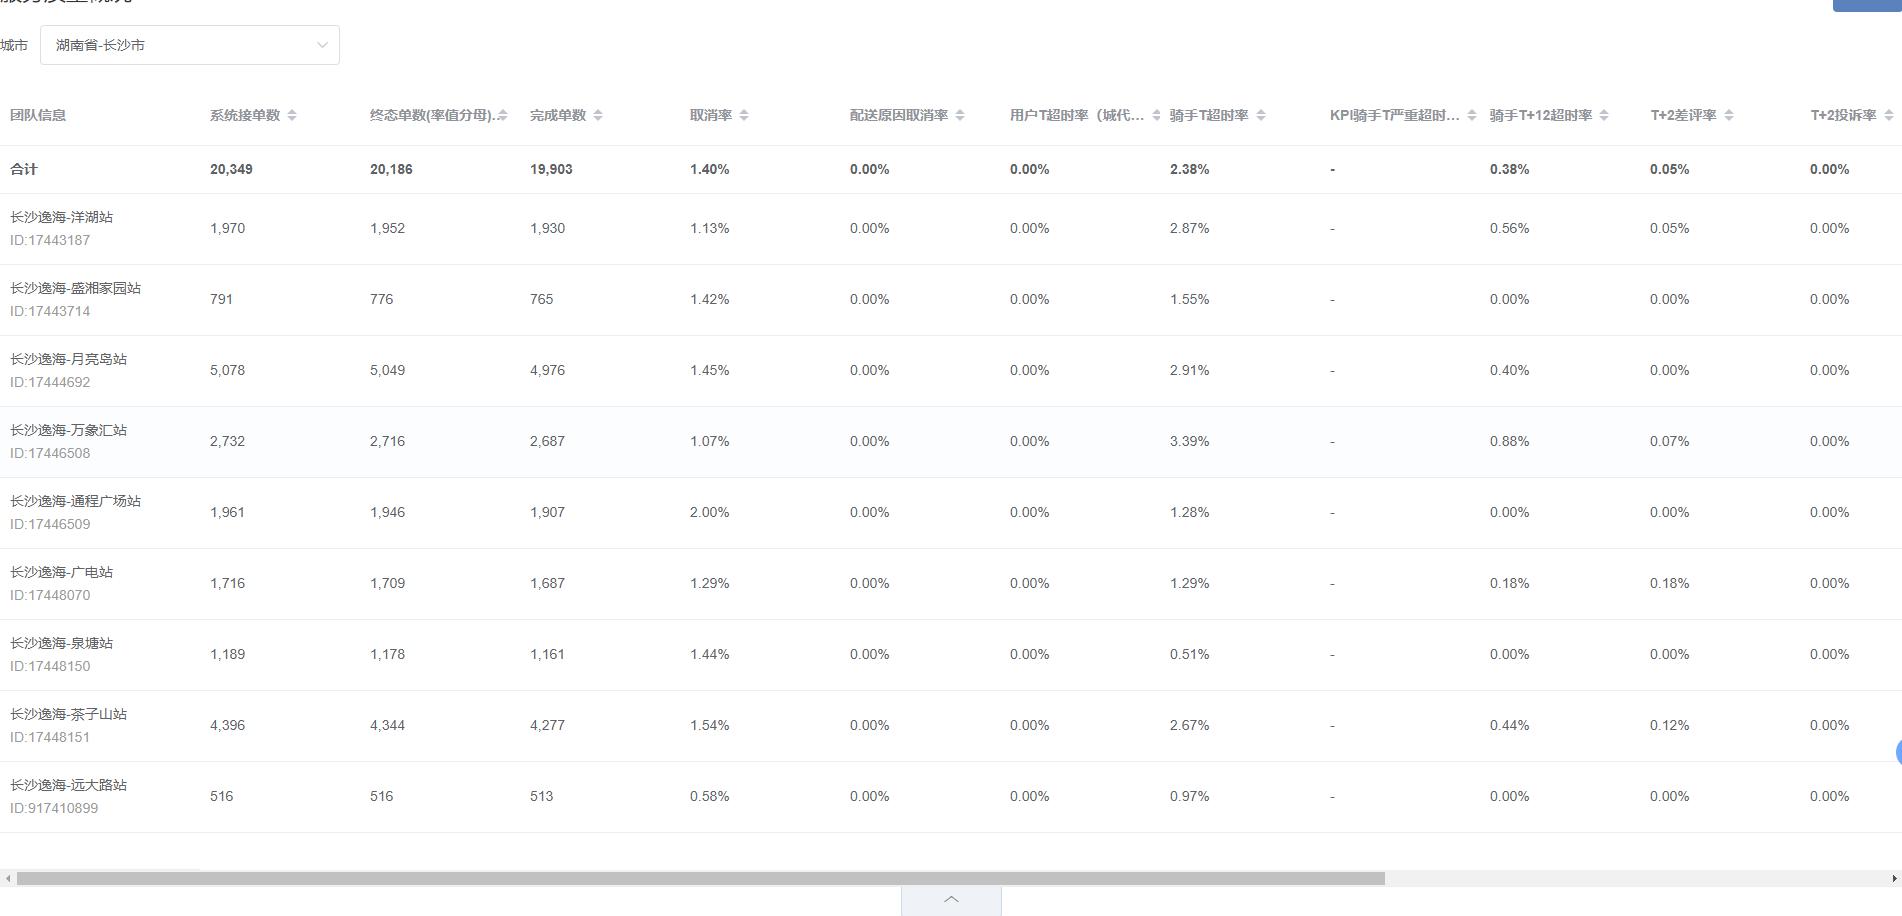 城市 湖南省-长沙市
团队信息 系统接单数 终态单数(率值分母)... 完成单数 取消率 配送原因取消率 用户T超时率（城代... 骑手T超时率 KPI骑手T严重超时... 骑手T+12超时率 T+2差评率 T+2投诉率
合计 20,349 20,186 19,903 1.40% 0.00% 0.00% 2.38% - 0.38% 0.05% 0.00%
长沙逸海-洋湖站
ID:17443187
1,970 1,952 1,930 1.13% 0.00% 0.00% 2.87% - 0.56% 0.05% 0.00%
长沙逸海-盛湘家园站
ID:17443714
791 776 765 1.42% 0.00% 0.00% 1.55% - 0.00% 0.00% 0.00%
长沙逸海-月亮岛站
ID:17444692
5,078 5,049 4,976 1.45% 0.00% 0.00% 2.91% - 0.40% 0.00% 0.00%
长沙逸海-万象汇站
ID:17446508
2,732 2,716 2,687 1.07% 0.00% 0.00% 3.39% - 0.88% 0.07% 0.00%
长沙逸海-通程广场站
ID:17446509
1,961 1,946 1,907 2.00% 0.00% 0.00% 1.28% - 0.00% 0.00% 0.00%
长沙逸海-广电站
ID:17448070
1,716 1,709 1,687 1.29% 0.00% 0.00% 1.29% - 0.18% 0.18% 0.00%
长沙逸海-泉塘站
ID:17448150
1,189 1,178 1,161 1.44% 0.00% 0.00% 0.51% - 0.00% 0.00% 0.00%
长沙逸海-茶子山站
ID:17448151
4,396 4,344 4,277 1.54% 0.00% 0.00% 2.67% - 0.44% 0.12% 0.00%
长沙逸海-远大路站
ID:917410899
516 516 513 0.58% 0.00% 0.00% 0.97% - 0.00% 0.00% 0.00%